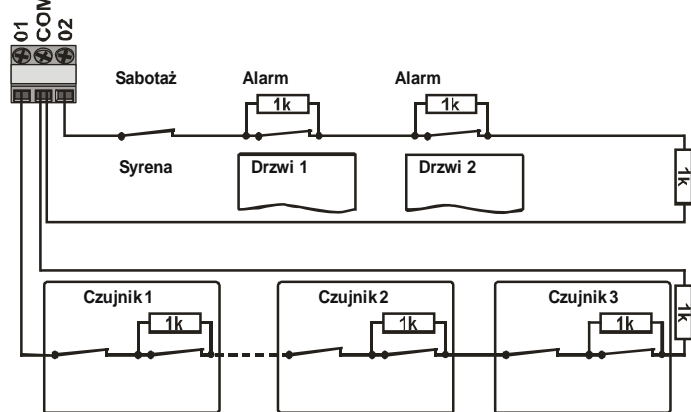 01 COM 02
Sabotaż Alarm Alarm
1k 1k
Syrena Drzwi 1 Drzwi 2
1k
Czujnik 1 Czujnik 2 Czujnik 3
1k 1k 1k
1k